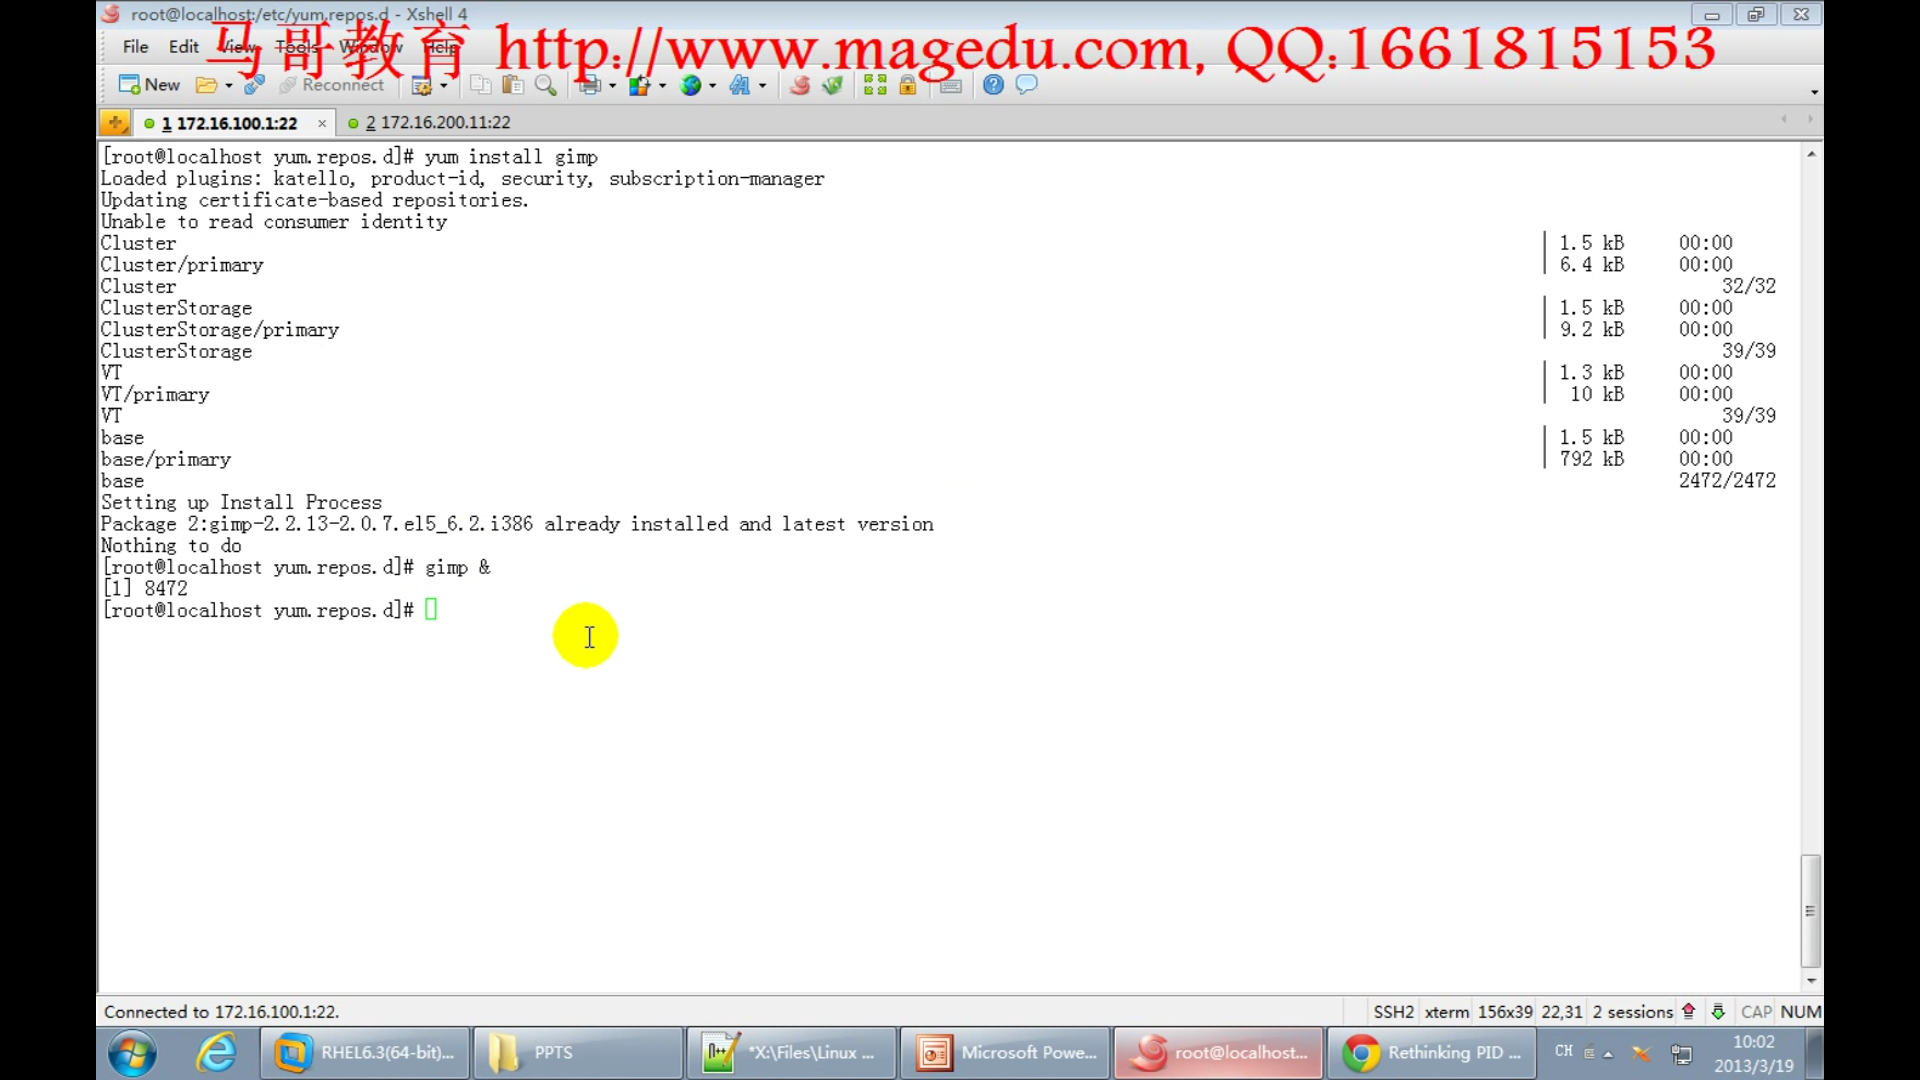 root@localhost:/etc/yum.repos.d - Xshell 4
马哥教育 http://www.magedu.com, QQ:1661815153
File Edit View Tools Window Help
New Reconnect
1 172.16.100.1:22 × 2 172.16.200.11:22
[root@localhost yum.repos.d]# yum install gimp
Loaded plugins: katello, product-id, security, subscription-manager
Updating certificate-based repositories.
Unable to read consumer identity
Cluster | 1.5 kB 00:00
Cluster/primary | 6.4 kB 00:00
Cluster 32/32
ClusterStorage | 1.5 kB 00:00
ClusterStorage/primary | 9.2 kB 00:00
ClusterStorage 39/39
VT | 1.3 kB 00:00
VT/primary | 10 kB 00:00
VT 39/39
base | 1.5 kB 00:00
base/primary | 792 kB 00:00
base 2472/2472
Setting up Install Process
Package 2:gimp-2.2.13-2.0.7.el5_6.2.i386 already installed and latest version
Nothing to do
[root@localhost yum.repos.d]# gimp &
[1] 8472
[root@localhost yum.repos.d]#
Connected to 172.16.100.1:22. SSH2 xterm 156x39 22,31 2 sessions CAP NUM
RHEL6.3(64-bit)... PPTS *X:\Files\Linux ... Microsoft Powe... root@localhost... Rethinking PID ... CH 10:02
2013/3/19